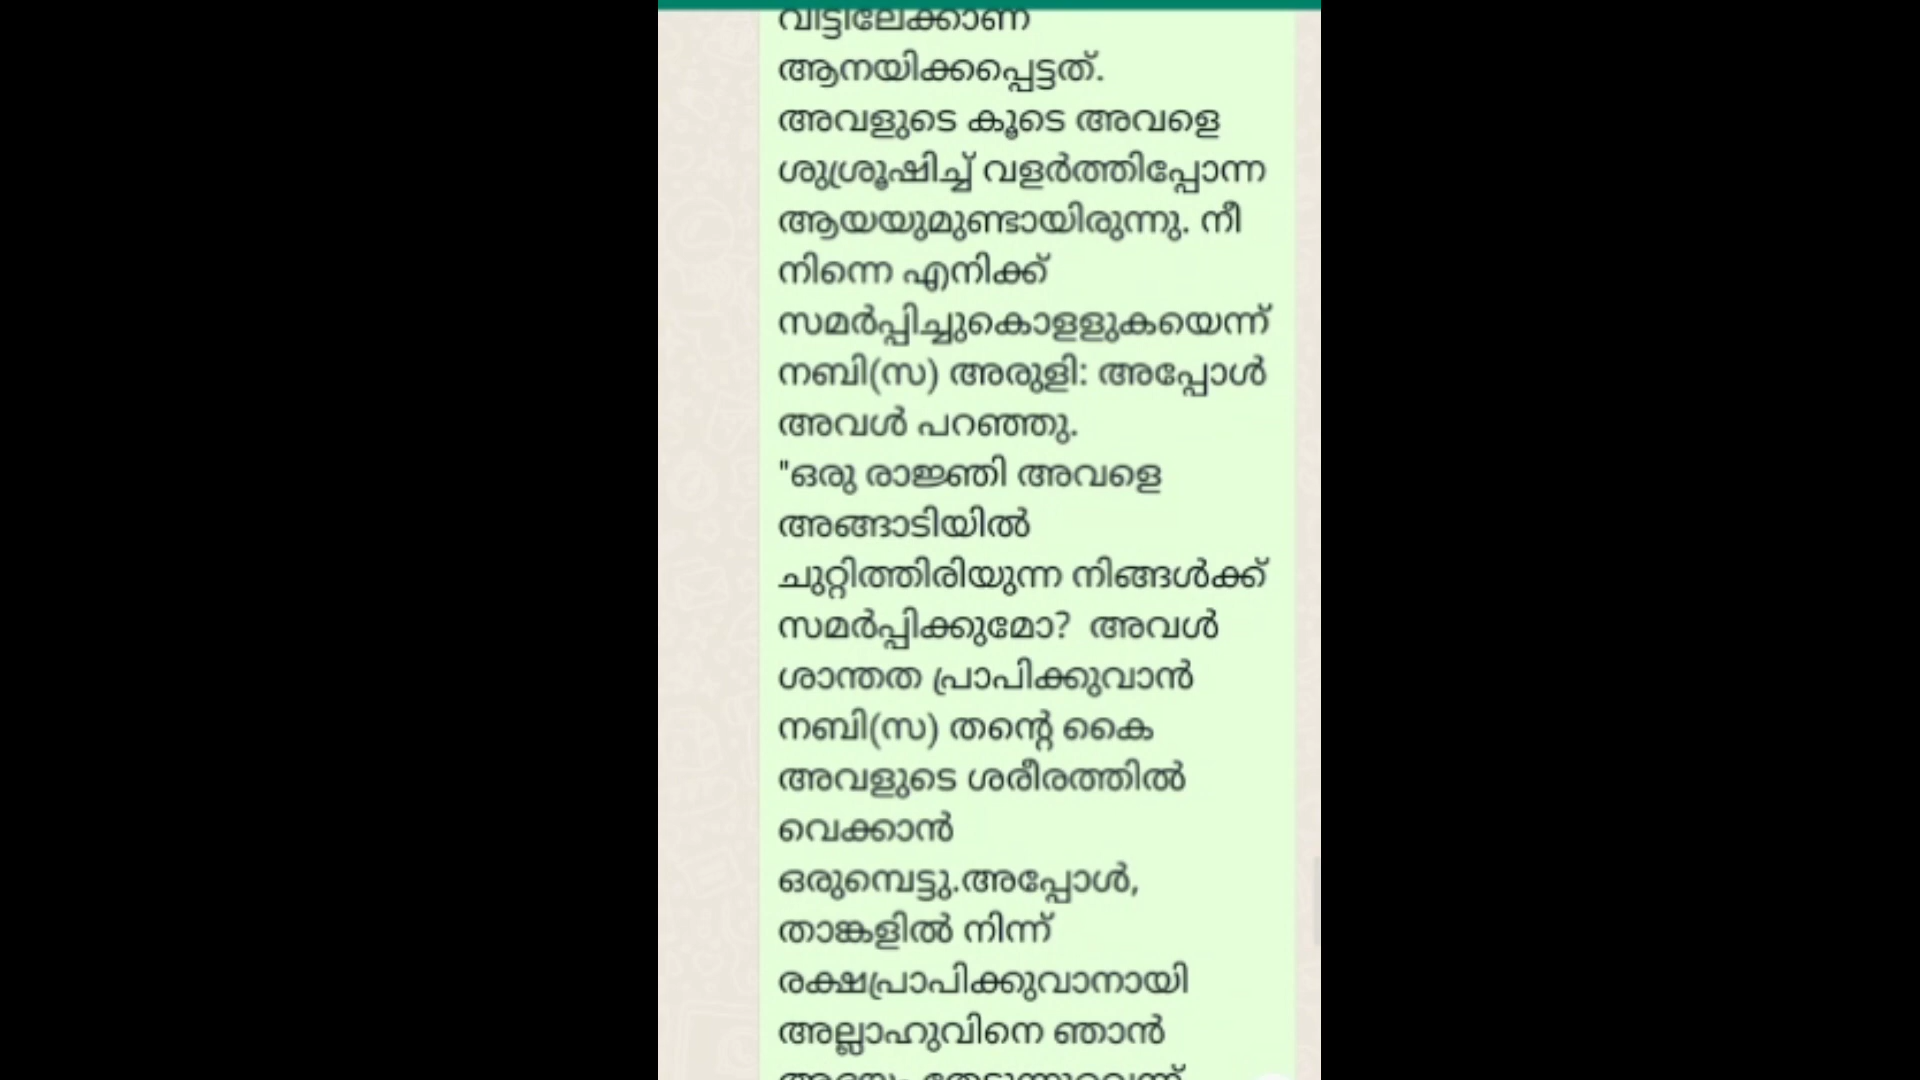 വീട്ടിലേക്കാണ്
ആനയിക്കപ്പെട്ടത്.
അവളുടെ കൂടെ അവളെ
ശുശ്രൂഷിച്ച് വളർത്തിപ്പോന്ന
ആയയുമുണ്ടായിരുന്നു. നീ
നിന്നെ എനിക്ക്
സമർപ്പിച്ചുകൊളളുകയെന്ന്
നബി(സ) അരുളി: അപ്പോൾ
അവൾ പറഞ്ഞു.
"ഒരു രാജ്ഞി അവളെ
അങ്ങാടിയിൽ
ചുറ്റിത്തിരിയുന്ന നിങ്ങൾക്ക്
സമർപ്പിക്കുമോ? അവൾ
ശാന്തത പ്രാപിക്കുവാൻ
നബി(സ) തന്റെ കൈ
അവളുടെ ശരീരത്തിൽ
വെക്കാൻ
ഒരുമ്പെട്ടു.അപ്പോൾ,
താങ്കളിൽ നിന്ന്
രക്ഷപ്രാപിക്കുവാനായി
അല്ലാഹുവിനെ ഞാൻ